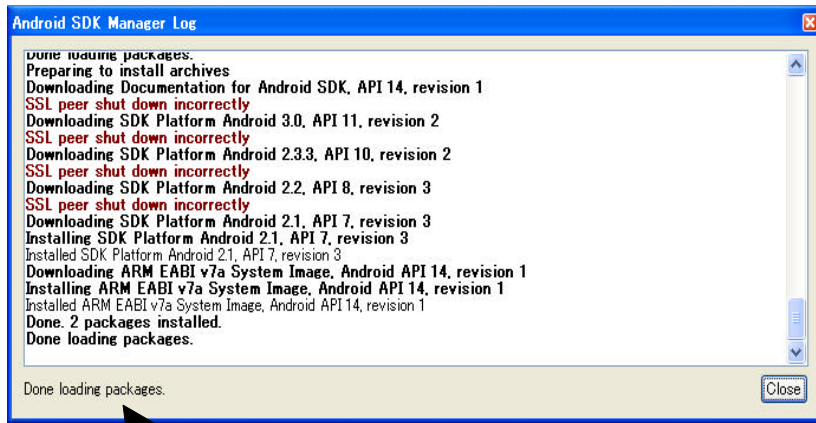 Android SDK Manager Log
Done loading packages.
Preparing to install archives
Downloading Documentation for Android SDK, API 14, revision 1
SSL peer shut down incorrectly
Downloading SDK Platform Android 3.0, API 11, revision 2
SSL peer shut down incorrectly
Downloading SDK Platform Android 2.3.3, API 10, revision 2
SSL peer shut down incorrectly
Downloading SDK Platform Android 2.2, API 8, revision 3
SSL peer shut down incorrectly
Downloading SDK Platform Android 2.1, API 7, revision 3
Installing SDK Platform Android 2.1, API 7, revision 3
Installed SDK Platform Android 2.1, API 7, revision 3
Downloading ARM EABI v7a System Image, Android API 14, revision 1
Installing ARM EABI v7a System Image, Android API 14, revision 1
Installed ARM EABI v7a System Image, Android API 14, revision 1
Done. 2 packages installed.
Done loading packages.
Done loading packages.
Close